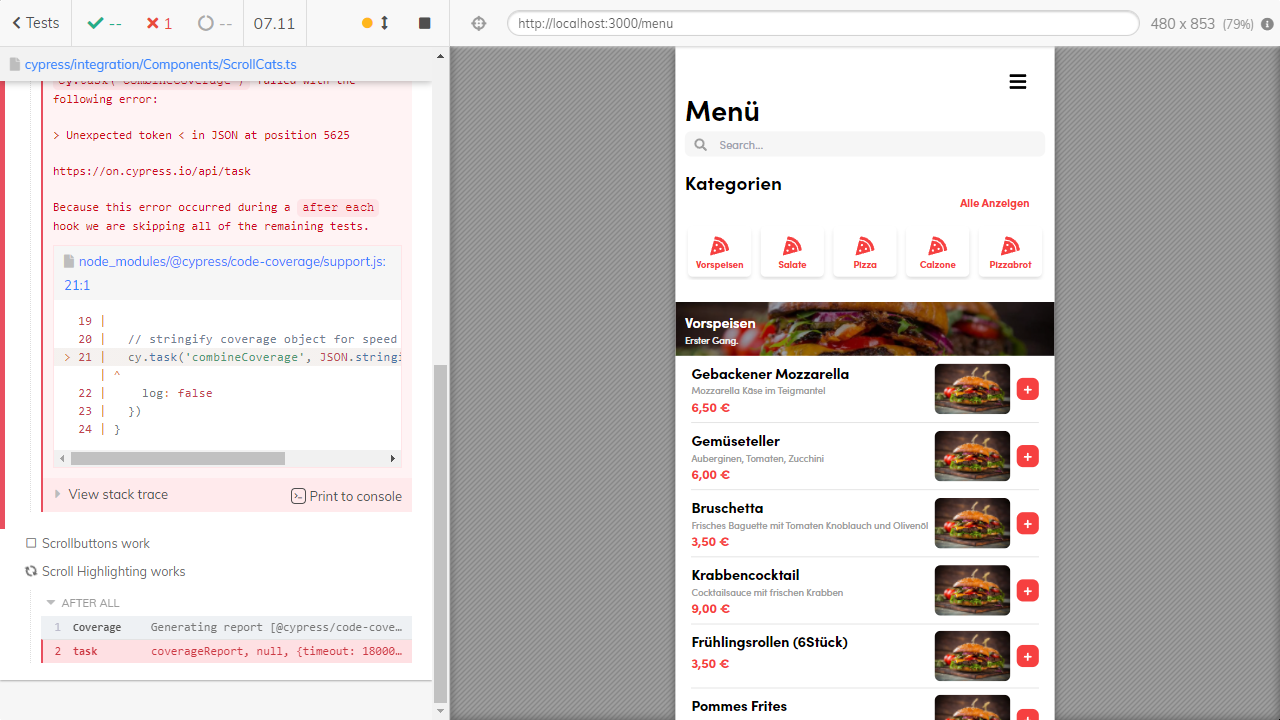 Tests
--
1
--
07.11
http://localhost:3000/menu
480 x 853 (79%)
cypress/integration/Components/ScrollCats.ts
cy.task('combineCoverage') failed with the
following error:
> Unexpected token < in JSON at position 5625
https://on.cypress.io/api/task
Because this error occurred during a after each
hook we are skipping all of the remaining tests.
node_modules/@cypress/code-coverage/support.js:
21:1
19 |
20 |   // stringify coverage object for speed
> 21 |   cy.task('combineCoverage', JSON.stringi
| ^
22 |     log: false
23 |   })
24 | }
View stack trace
Print to console
Scrollbuttons work
Scroll Highlighting works
AFTER ALL
1 Coverage Generating report [@cypress/code-cove...
2 task coverageReport, null, {timeout: 18000...
Menü
Search...
Kategorien
Alle Anzeigen
Vorspeisen
Salate
Pizza
Calzone
Pizzabrot
Vorspeisen
Erster Gang.
Gebackener Mozzarella
Mozzarella Käse im Teigmantel
6,50 €
+
Gemüseteller
Auberginen, Tomaten, Zucchini
6,00 €
+
Bruschetta
Frisches Baguette mit Tomaten Knoblauch und Olivenöl
3,50 €
+
Krabbencocktail
Cocktailsauce mit frischen Krabben
9,00 €
+
Frühlingsrollen (6Stück)
3,50 €
+
Pommes Frites
+